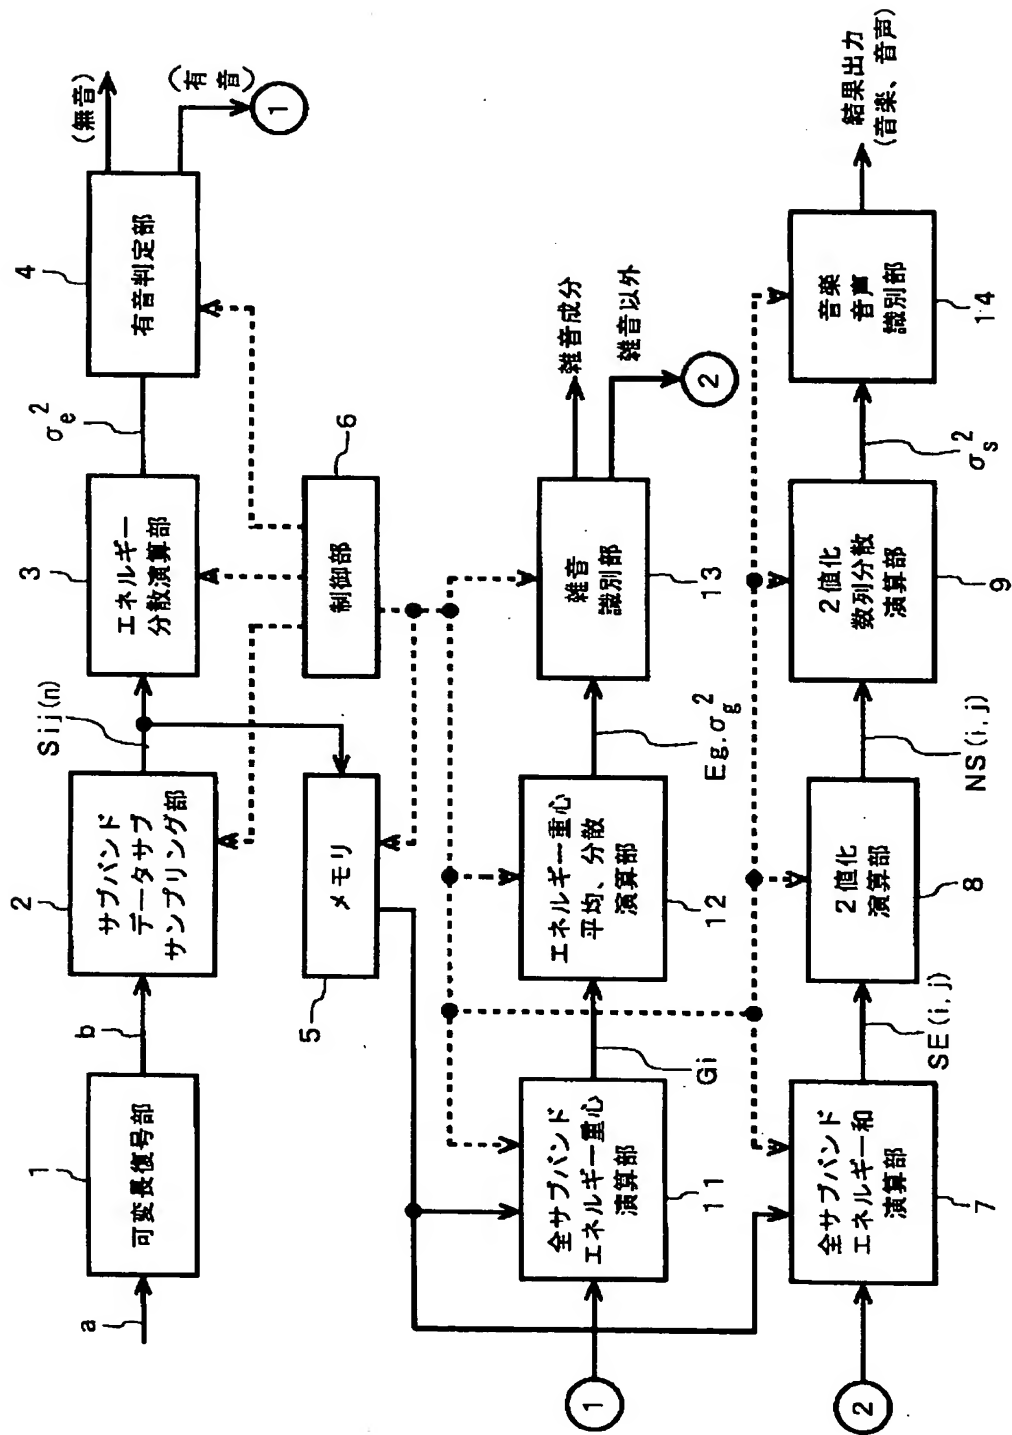 a
1
可変長復号部
b
2
サブバンド
データサブ
サンプリング部
Sij(n)
3
エネルギー
分散演算部
σe2
4
有音判定部
(無音)
(有音)
1
5
メモリ
6
制御部
1
全サブバンド
エネルギー重心
演算部
11
Gi
エネルギー重心
平均、分散
演算部
12
Eg.σg2
雑音
識別部
13
雑音成分
雑音以外
2
2
全サブバンド
エネルギー和
演算部
7
SE(i,j)
2値化
演算部
8
NS(i,j)
2値化
数列分散
演算部
9
σs2
音楽
音声
識別部
14
結果出力
(音楽、音声)